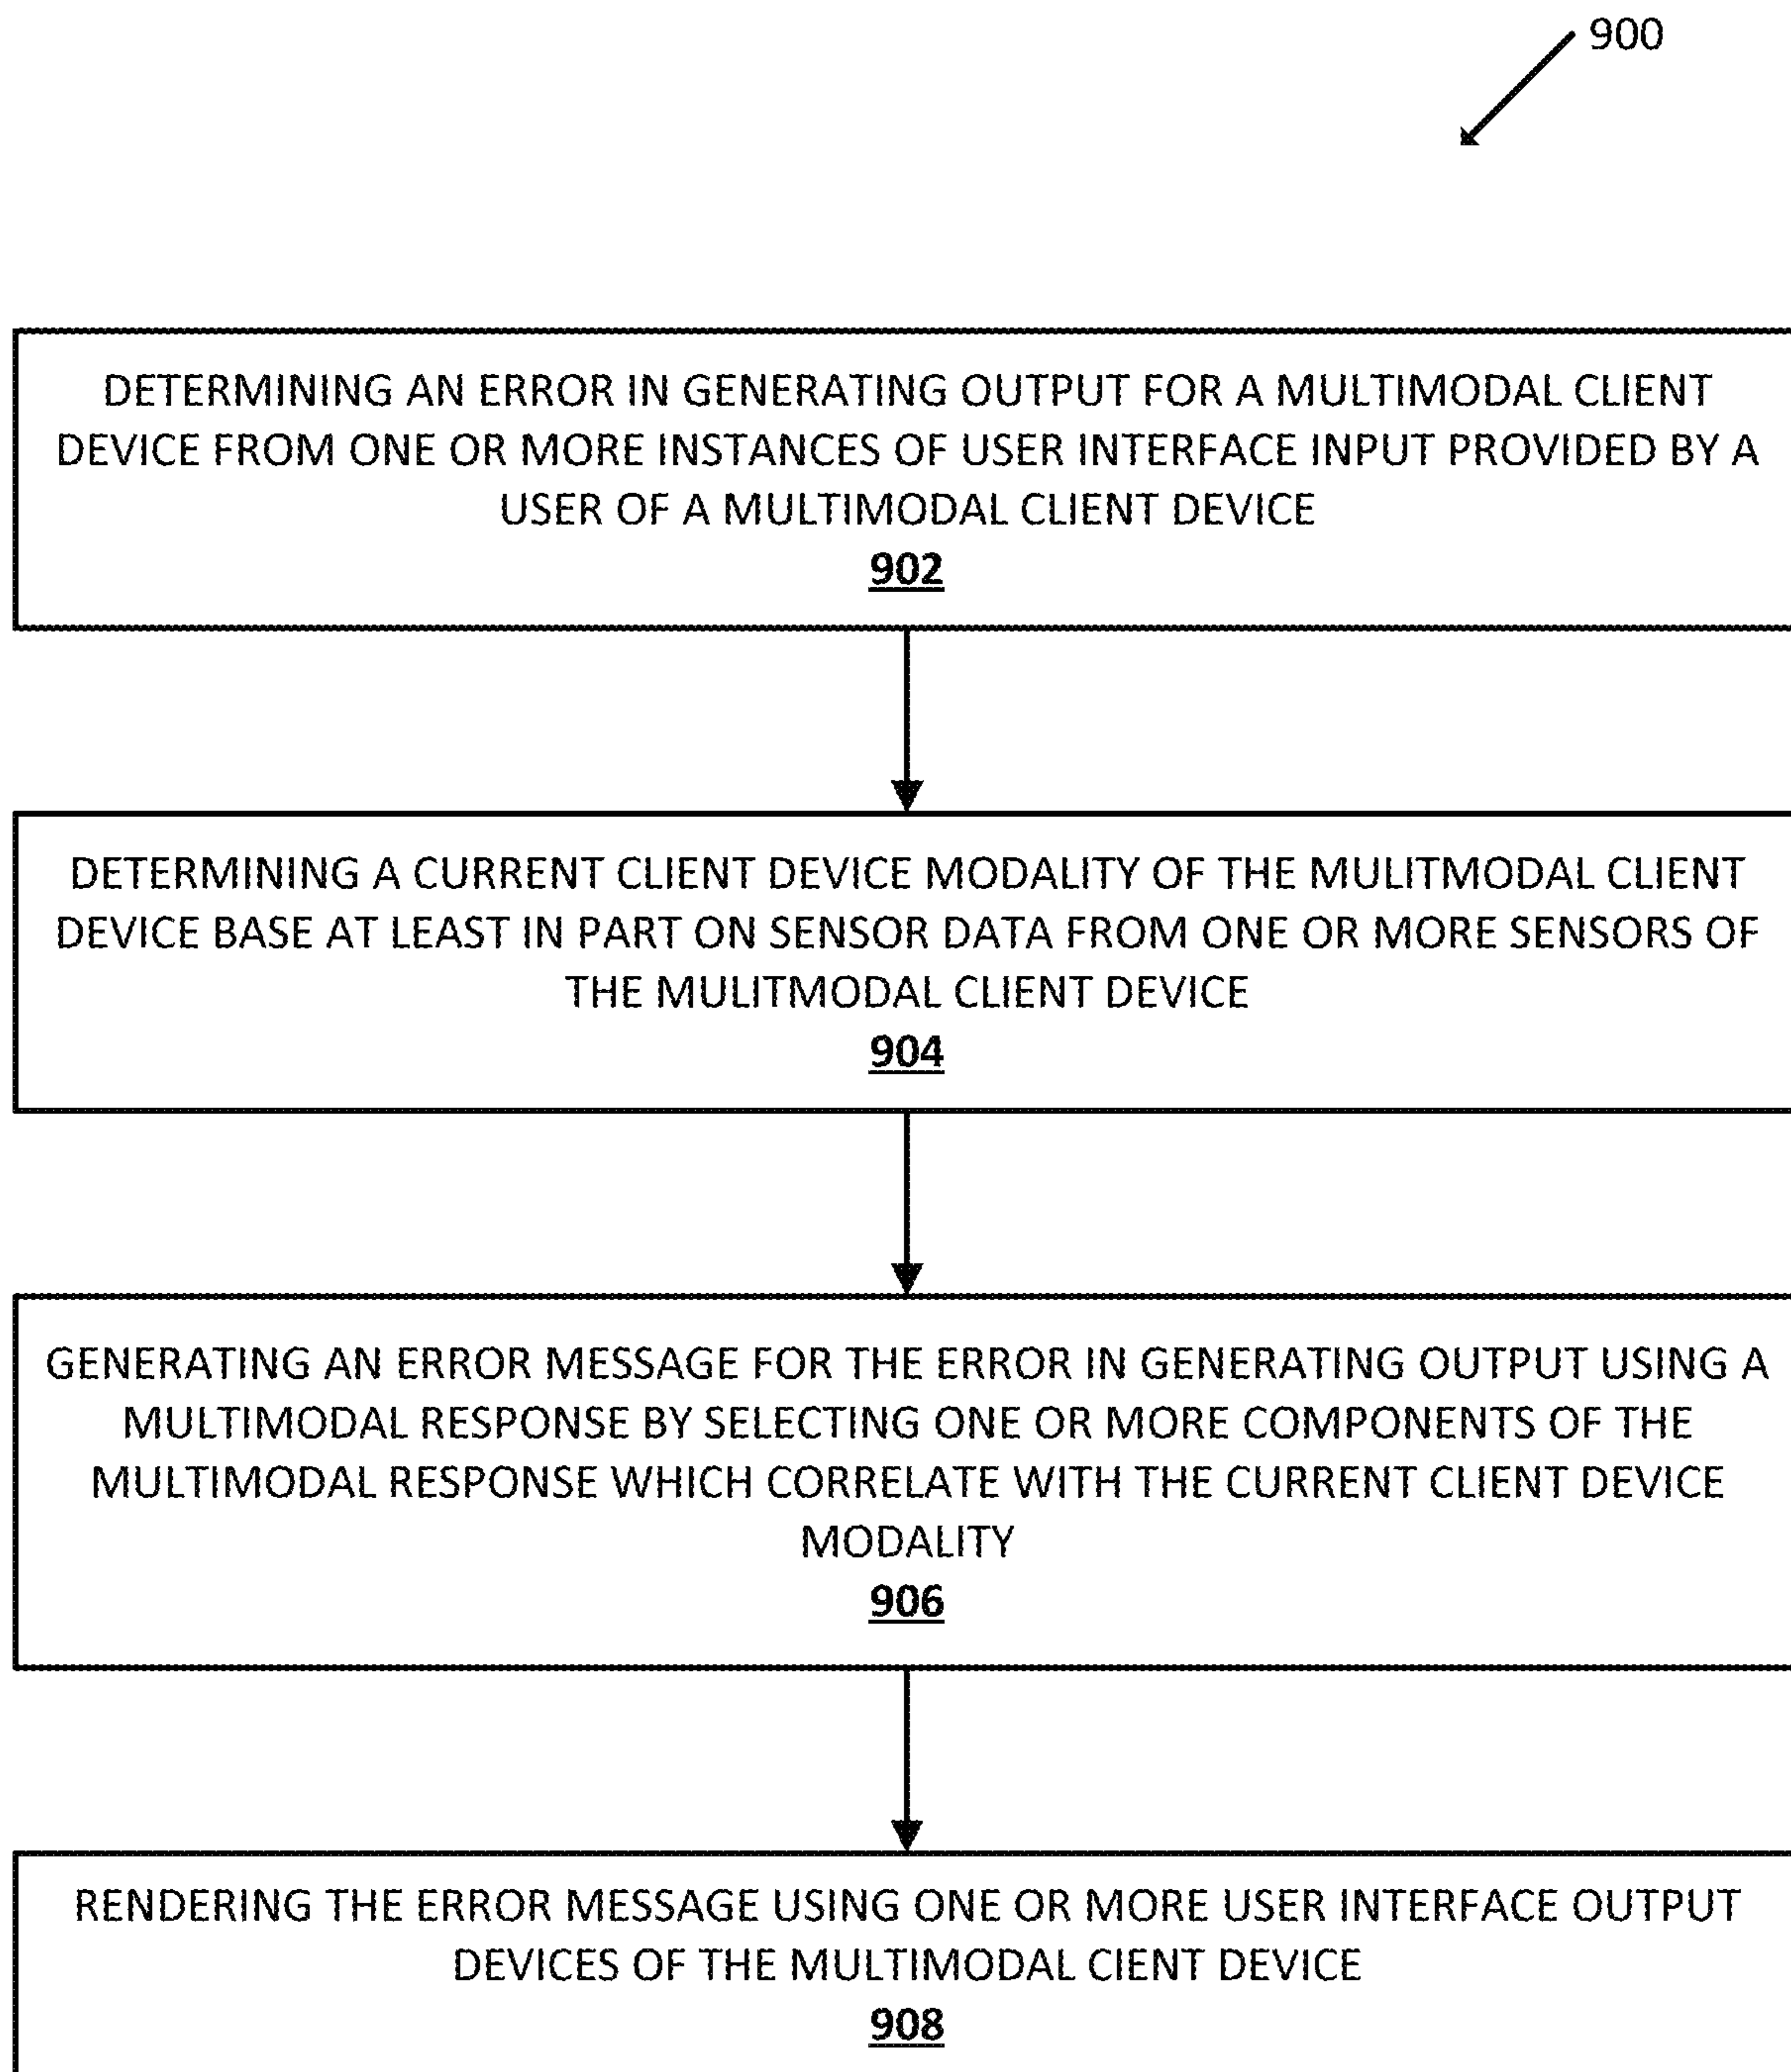 900
DETERMINING AN ERROR IN GENERATING OUTPUT FOR A MULTIMODAL CLIENT
DEVICE FROM ONE OR MORE INSTANCES OF USER INTERFACE INPUT PROVIDED BY A
USER OF A MULTIMODAL CLIENT DEVICE
902
DETERMINING A CURRENT CLIENT DEVICE MODALITY OF THE MULITMODAL CLIENT
DEVICE BASE AT LEAST IN PART ON SENSOR DATA FROM ONE OR MORE SENSORS OF
THE MULITMODAL CLIENT DEVICE
904
GENERATING AN ERROR MESSAGE FOR THE ERROR IN GENERATING OUTPUT USING A
MULTIMODAL RESPONSE BY SELECTING ONE OR MORE COMPONENTS OF THE
MULTIMODAL RESPONSE WHICH CORRELATE WITH THE CURRENT CLIENT DEVICE
MODALITY
906
RENDERING THE ERROR MESSAGE USING ONE OR MORE USER INTERFACE OUTPUT
DEVICES OF THE MULTIMODAL CIENT DEVICE
908